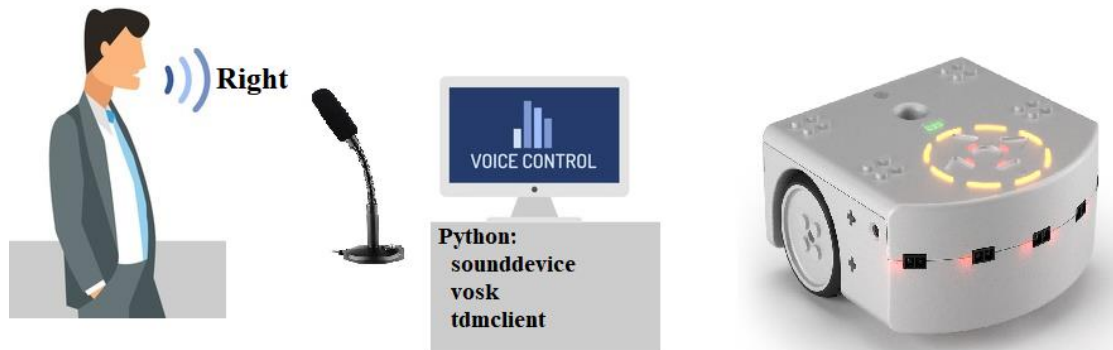 Right
VOICE CONTROL
Python:
sounddevice
vosk
tdmclient